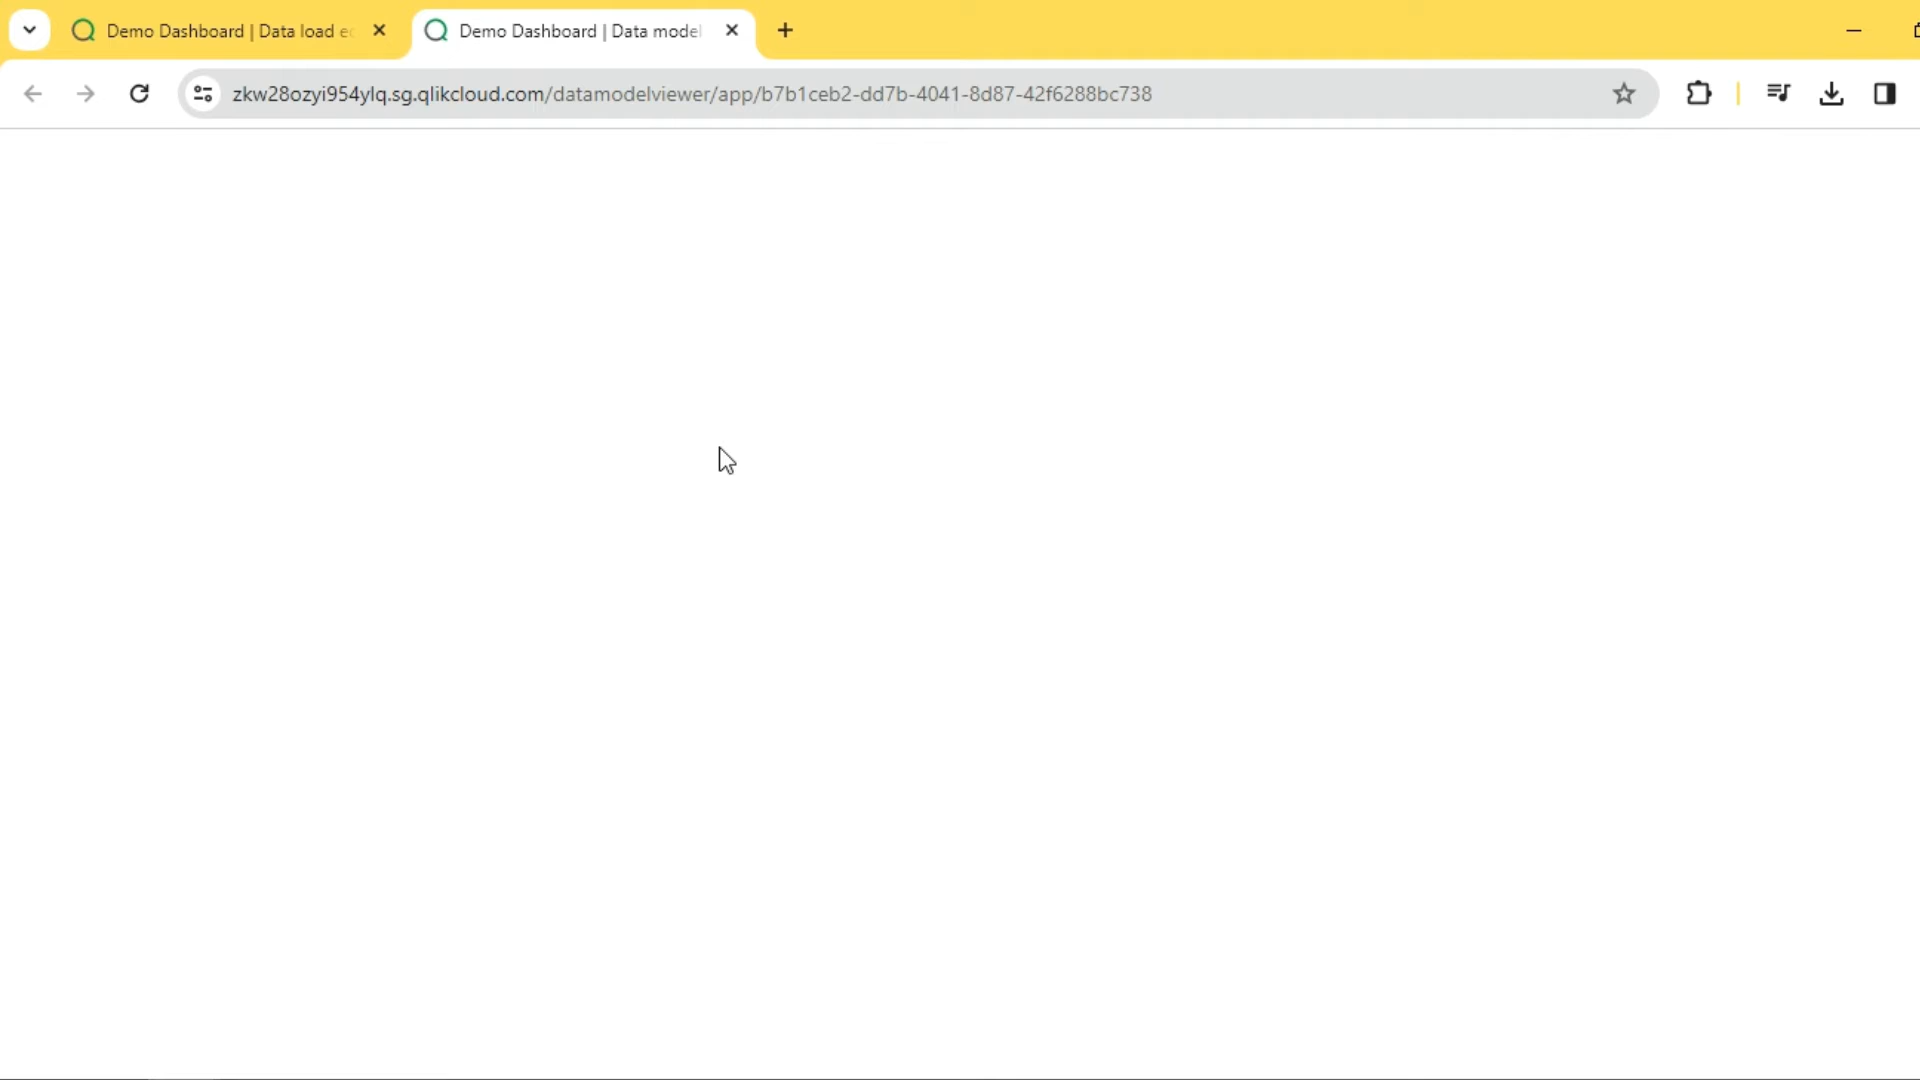 Demo Dashboard | Data load e
Demo Dashboard | Data model
zkw28ozyi954ylq.sg.qlikcloud.com/datamodelviewer/app/b7b1ceb2-dd7b-4041-8d87-42f6288bc738